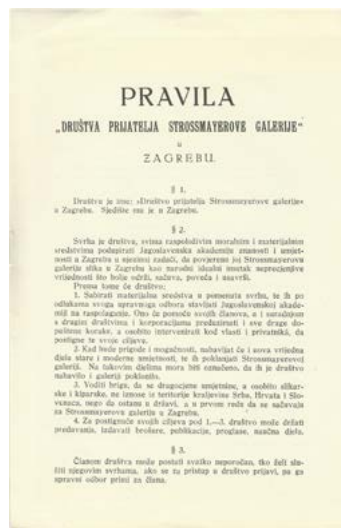 PRAVILA
„DRUŠTVA PRIJATELJA STROSSMAYEROVE GALERIJE“
u
ZAGREBU.
§ 1.
Društvu je ime: »Društvo prijatelja Strossmayerove galerije«
u Zagrebu. Sjedište mu je u Zagrebu.
§ 2.
Svrha je društva, svima raspoloživim moralnim i materijalnim
sredstvima podupirati Jugoslavensku akademiju znanosti i umjet-
nosti u Zagrebu u njezinoj zadaći, da povjerenu joj Strossmayerovu
galeriju slika u Zagrebu kao narodni idealni imetak neprocjenjive
vrijednosti što bolje održi, sačuva, poveća i usavrši.
Prema tome će društvo:
1. Sabirati materijalna sredstva u pomenutu svrhu, te ih po
odlukama svoga upravnoga odbora stavljati Jugoslavenskoj akade-
miji na raspolaganje. Ono će pomoću svojih članova, a i suradnjom
s drugim društvima i korporacijama preduzimati i sve druge do-
puštene korake, a osobito intervenirati kod vlasti i privatnika, da
postigne te svoje ciljeve.
2. Kad bude prigode i mogućnosti, nabavljat će i sova vrijedna
djela stare i moderne umjetnosti, te ih poklanjati Strossmayerovoj
galeriji. Na takovim djelima mora biti označeno, da ih je društvo
nabavilo i galeriji poklonilo.
3. Voditi brigu, da se dragocjene umjetnine, a osobito slikar-
ske i kiparske, ne iznose iz teritorije kraljevine Srba, Hrvata i Slo-
venaca, nego da ostanu u državi, a u prvom redu da se sačuvaju
za Strossmayerovu galeriju u Zagrebu.
4. Za postignuće svojih ciljeva pod 1.—3. društvo može držati
predavanja, izdavati brošure, publikacije, proglase, naučna djela.
§ 3.
Članom društva može postati svatko neporočan, tko želi slu-
žiti njegovim svrhama, ako se za pristup u društvo prijavi, pa ga
upravni odbor primi za člana.